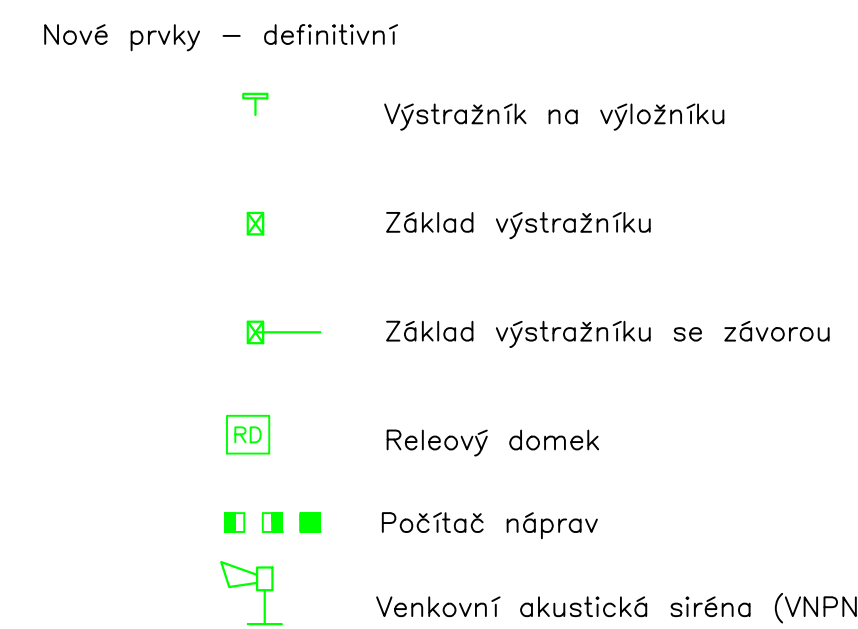 Nové prvky – definitivní
Výstražník na výložníku
Základ výstražníku
Základ výstražníku se závorou
RD Releový domek
Počítač náprav
Venkovní akustická siréna (VNPN